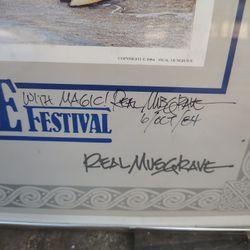 COPYRIGHT © 1984 REAL MUSGRAVE
WITH MAGIC! REAL MUSGRAVE
6/OCT/84
E FESTIVAL
REAL MUSGRAVE